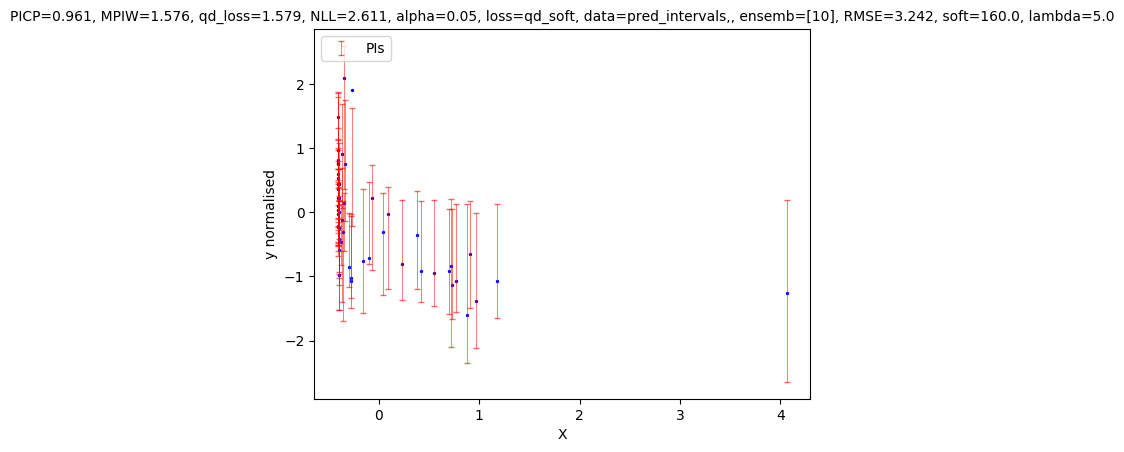 PICP=0.961, MPIW=1.576, qd_loss=1.579, NLL=2.611, alpha=0.05, loss=qd_soft, data=pred_intervals,, ensemb=[10], RMSE=3.242, soft=160.0, lambda=5.0
PIs
2
1
0
−1
−2
y normalised
0 1 2 3 4
X